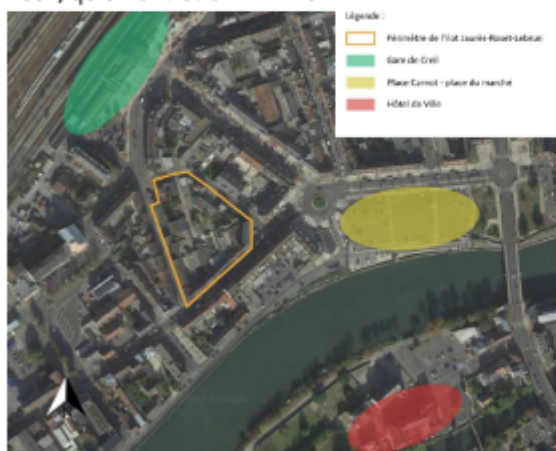 Légende :
Périmètre de l'îlot Jaurès-Rouet-Lebrun
Gare de Creil
Place Carnot - place du marché
Hôtel de Ville